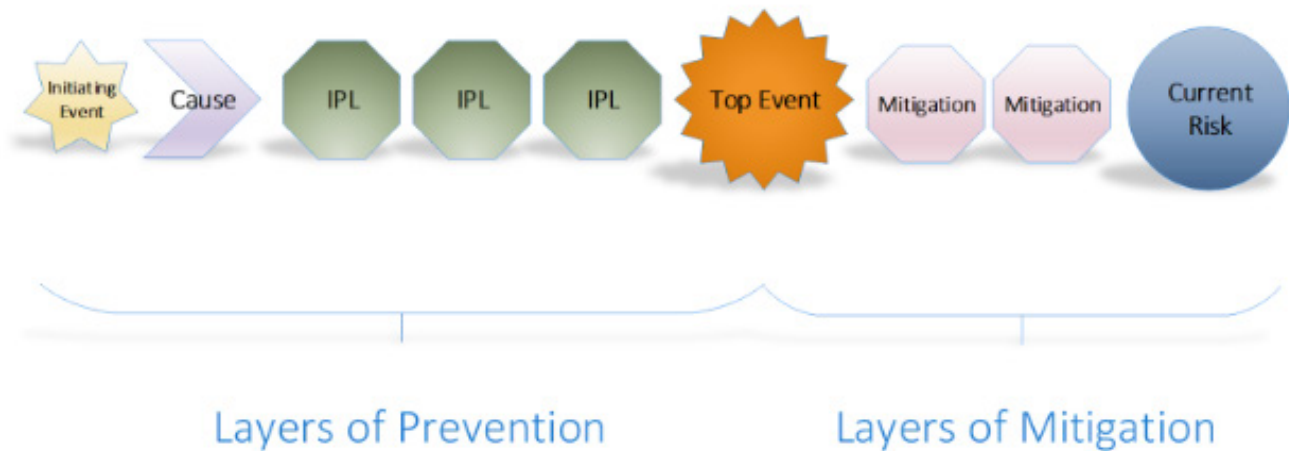 Initiating
Event
Cause
IPL
IPL
IPL
Top Event
Mitigation
Mitigation
Current
Risk
Layers of Prevention
Layers of Mitigation